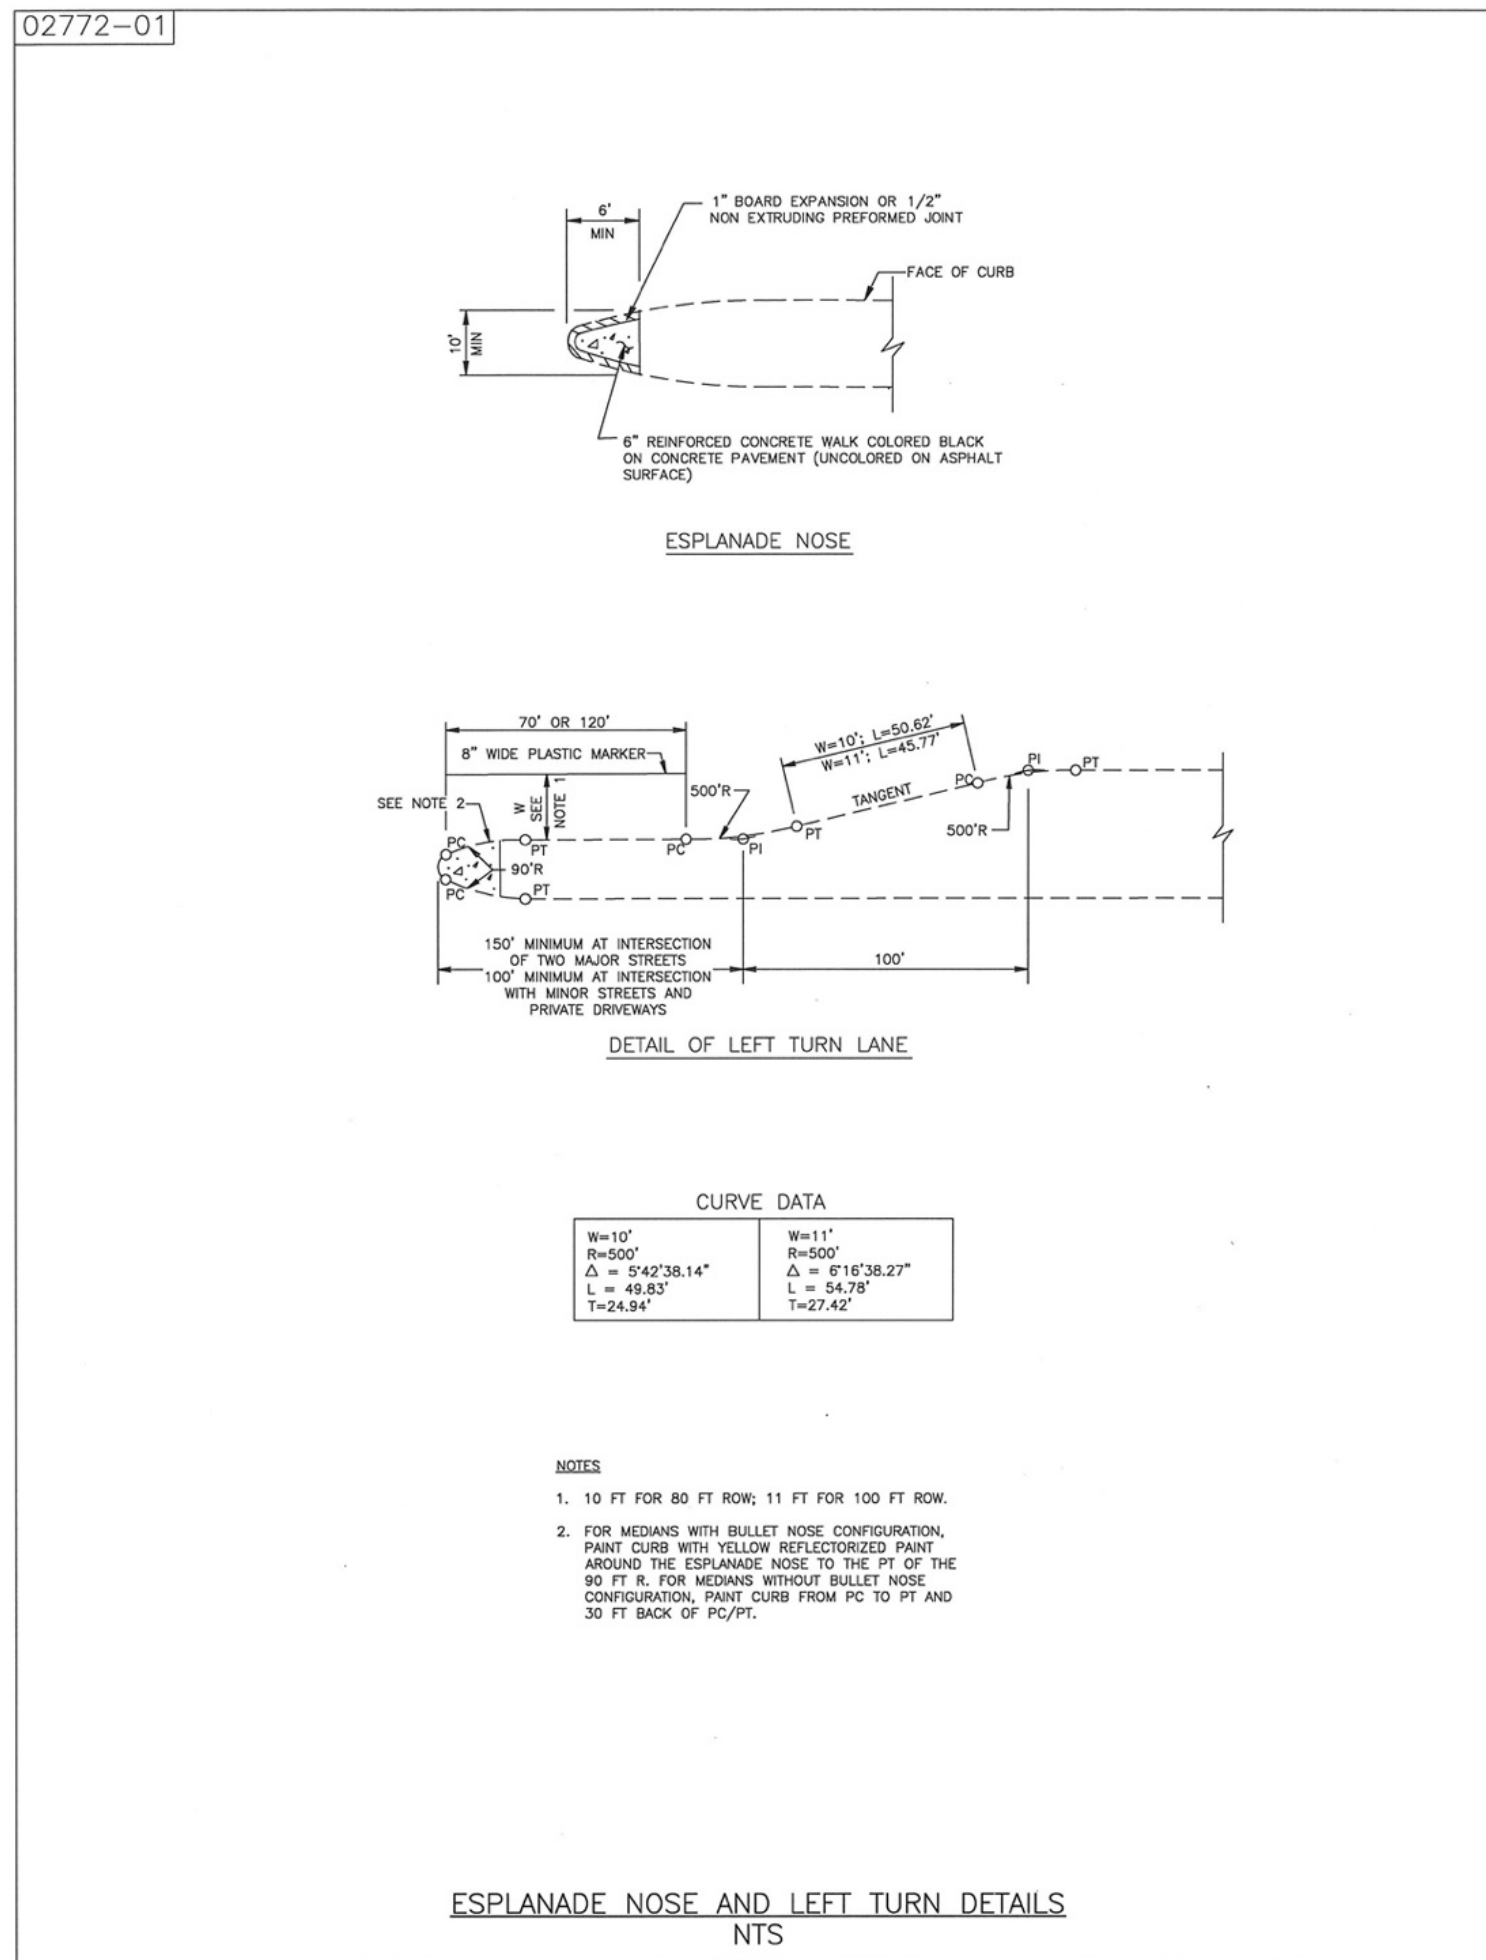 02772-01
6'
MIN
1" BOARD EXPANSION OR 1/2"
NON EXTRUDING PREFORMED JOINT
FACE OF CURB
10'
MIN
6" REINFORCED CONCRETE WALK COLORED BLACK
ON CONCRETE PAVEMENT (UNCOLORED ON ASPHALT
SURFACE)
ESPLANADE NOSE
70' OR 120'
8" WIDE PLASTIC MARKER
W
SEE
NOTE 1
SEE NOTE 2
500'R
W=10'; L=50.62'
W=11'; L=45.77'
TANGENT
PI
PT
PC
500'R
PT
PC
PT
PC
PI
90'R
PC
PT
150' MINIMUM AT INTERSECTION
OF TWO MAJOR STREETS
100' MINIMUM AT INTERSECTION
WITH MINOR STREETS AND
PRIVATE DRIVEWAYS
100'
DETAIL OF LEFT TURN LANE
CURVE DATA
W=10'
R=500'
Δ = 5°42'38.14"
L = 49.83'
T=24.94'
W=11'
R=500'
Δ = 6°16'38.27"
L = 54.78'
T=27.42'
NOTES
1. 10 FT FOR 80 FT ROW; 11 FT FOR 100 FT ROW.
2. FOR MEDIANS WITH BULLET NOSE CONFIGURATION,
PAINT CURB WITH YELLOW REFLECTORIZED PAINT
AROUND THE ESPLANADE NOSE TO THE PT OF THE
90 FT R. FOR MEDIANS WITHOUT BULLET NOSE
CONFIGURATION, PAINT CURB FROM PC TO PT AND
30 FT BACK OF PC/PT.
ESPLANADE NOSE AND LEFT TURN DETAILS
NTS